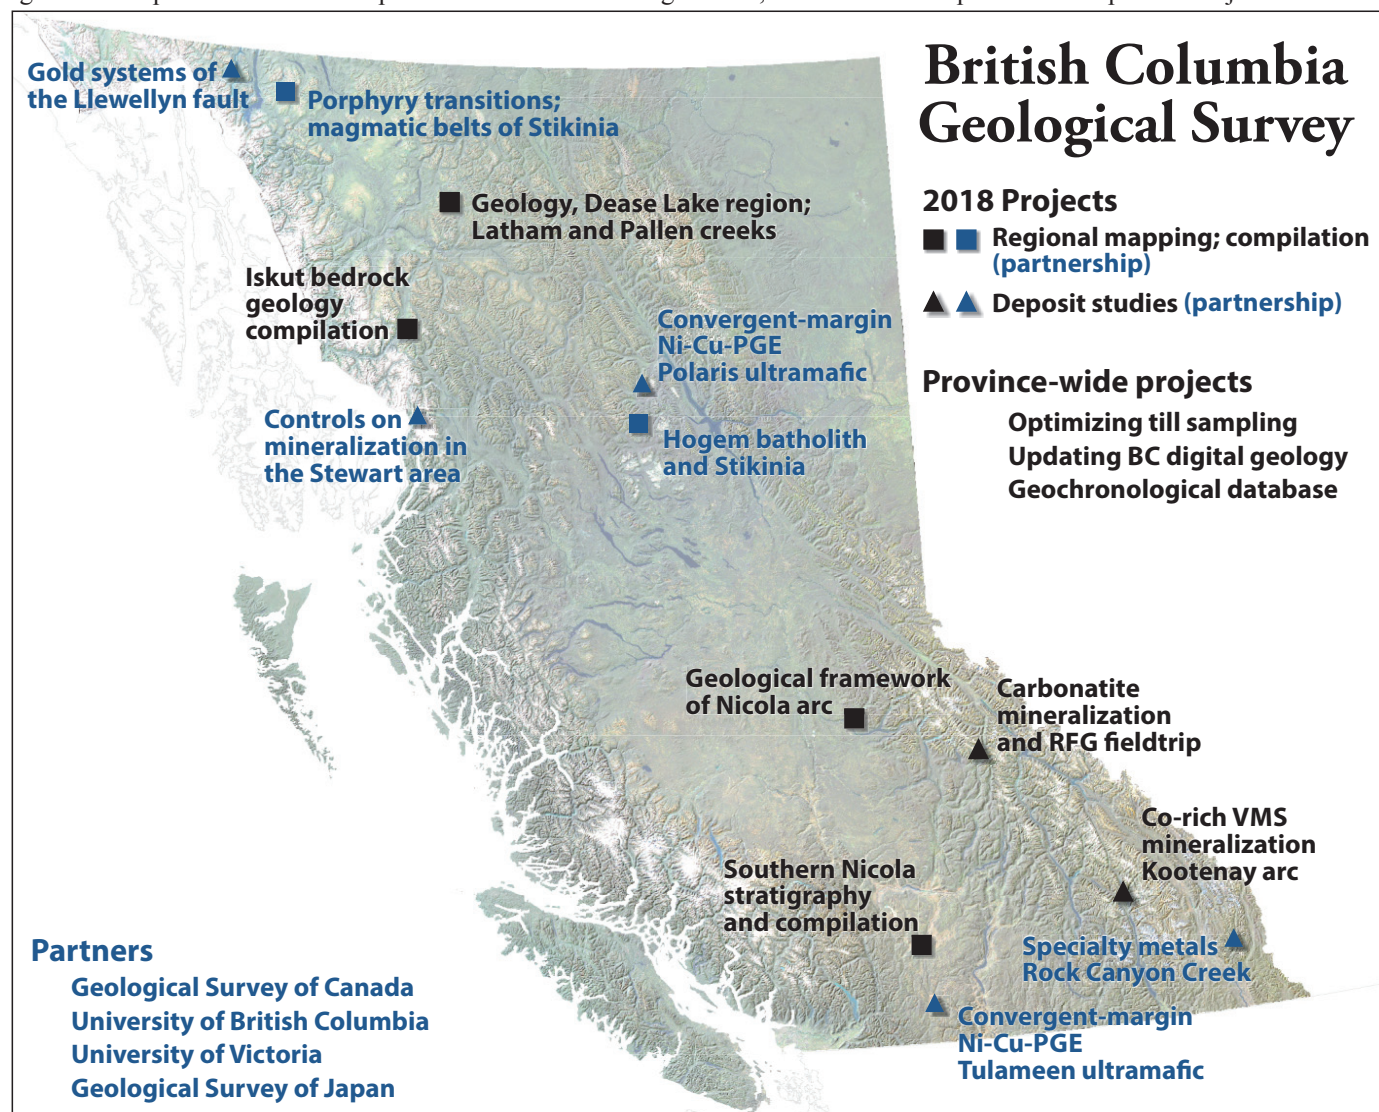 British Columbia
Geological Survey
Gold systems of
the Llewellyn fault
Porphyry transitions;
magmatic belts of Stikinia
Geology, Dease Lake region;
Latham and Pallen creeks
Iskut bedrock
geology
compilation
Convergent-margin
Ni-Cu-PGE
Polaris ultramafic
Controls on
mineralization in
the Stewart area
Hogem batholith
and Stikinia
2018 Projects
Regional mapping; compilation
(partnership)
Deposit studies (partnership)
Province-wide projects
Optimizing till sampling
Updating BC digital geology
Geochronological database
Geological framework
of Nicola arc
Carbonatite
mineralization
and RFG fieldtrip
Co-rich VMS
mineralization
Kootenay arc
Southern Nicola
stratigraphy
and compilation
Specialty metals
Rock Canyon Creek
Convergent-margin
Ni-Cu-PGE
Tulameen ultramafic
Partners
Geological Survey of Canada
University of British Columbia
University of Victoria
Geological Survey of Japan